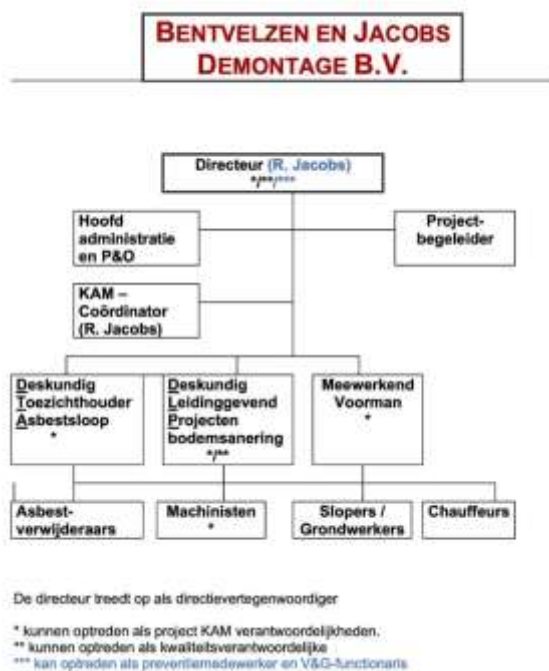 BENTVELZEN EN JACOBS
DEMONTAGE B.V.
Directeur (R. Jacobs)
*/**/***
Hoofd
administratie
en P&O
Project-
begeleider
KAM –
Coördinator
(R. Jacobs)
Deskundig
Toezichthouder
Asbestsloop
*
Deskundig
Leidinggevend
Projecten
bodemsanering
*/**
Meewerkend
Voorman
*
Asbest-
verwijderaars
Machinisten
*
Slopers /
Grondwerkers
Chauffeurs
De directeur treedt op als directievertegenwoordiger
* kunnen optreden als project KAM verantwoordelijkheden.
** kunnen optreden als kwaliteitsverantwoordelijke
*** kan optreden als preventiemedewerker en V&G-functionaris